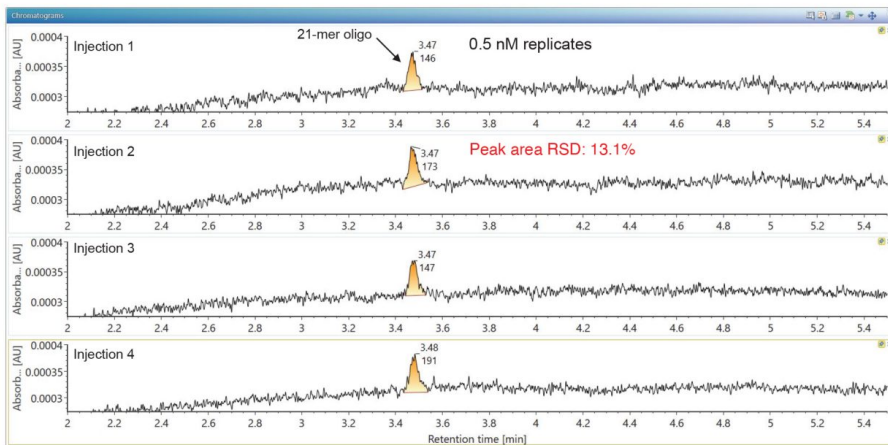 Chromatograms
Injection 1
21-mer oligo
3.47
146
0.5 nM replicates
Absorba... [AU]
0.0004
0.0003
2 2.2 2.4 2.6 2.8 3 3.2 3.4 3.6 3.8 4 4.2 4.4 4.6 4.8 5 5.2 5.4
Injection 2
3.47
173
Peak area RSD: 13.1%
Absorba... [AU]
0.0004
0.00035
0.0003
2 2.2 2.4 2.6 2.8 3 3.2 3.4 3.6 3.8 4 4.2 4.4 4.6 4.8 5 5.2 5.4
Injection 3
3.47
147
Absorba... [AU]
0.0004
0.00035
0.0003
2 2.2 2.4 2.6 2.8 3 3.2 3.4 3.6 3.8 4 4.2 4.4 4.6 4.8 5 5.2 5.4
Injection 4
3.48
191
Absorba... [AU]
0.0004
0.00035
0.0003
2 2.2 2.4 2.6 2.8 3 3.2 3.4 3.6 3.8 4 4.2 4.4 4.6 4.8 5 5.2 5.4
Retention time [min]